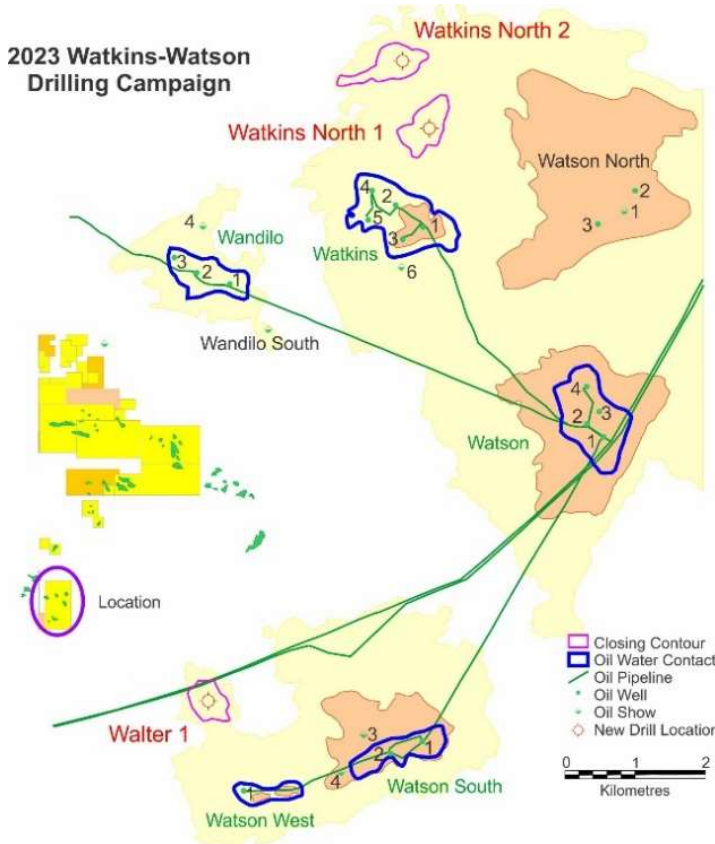 2023 Watkins-Watson
Drilling Campaign
Watkins North 2
Watkins North 1
Watson North
2
1
3
4
2
5
1
3
Watkins
6
4
Wandilo
3
2
1
Wandilo South
4
3
2
1
Watson
Location
Closing Contour
Oil Water Contact
Oil Pipeline
Oil Well
Oil Show
New Drill Location
0 1 2
Kilometres
Walter 1
3
1
2
4
Watson South
1
Watson West